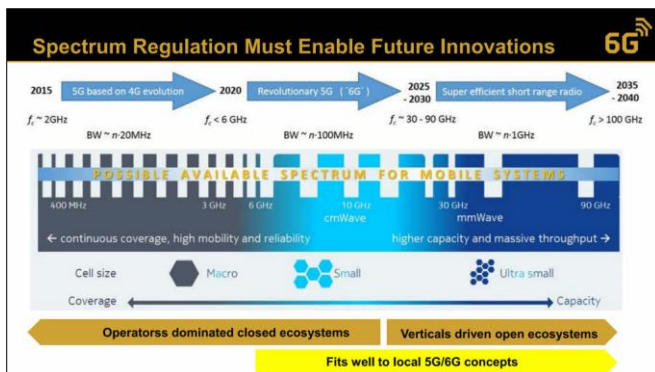 Spectrum Regulation Must Enable Future Innovations
6G
2015
5G based on 4G evolution
2020
Revolutionary 5G (¨6G¨)
2025
- 2030
Super efficient short range radio
2035
- 2040
fc ~ 2GHz
fc < 6 GHz
fc ~ 30 - 90 GHz
fc > 100 GHz
BW ~ n·20MHz
BW ~ n·100MHz
BW ~ n·1GHz
POSSIBLE AVAILABLE SPECTRUM FOR MOBILE SYSTEMS
400 MHz
3 GHz
6 GHz
10 GHz
30 GHz
90 GHz
cmWave
mmWave
← continuous coverage, high mobility and reliability
higher capacity and massive throughput →
Cell size
Macro
Small
Ultra small
Coverage
Capacity
Operatorss dominated closed ecosystems
Verticals driven open ecosystems
Fits well to local 5G/6G concepts